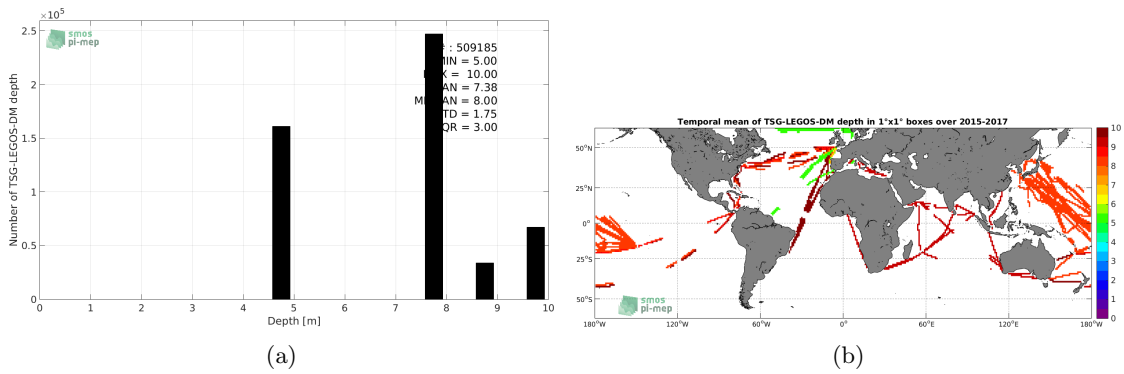 ×10⁵
smos
pi-mep
: 509185
MIN = 5.00
X = 10.00
AN = 7.38
M AN = 8.00
TD = 1.75
QR = 3.00
2.5
2
1.5
1
0.5
0
Number of TSG-LEGOS-DM depth
0 1 2 3 4 5 6 7 8 9 10
Depth [m]
(a)
Temporal mean of TSG-LEGOS-DM depth in 1°x1° boxes over 2015-2017
50°N
25°N
0°
25°S
50°S
smos
pi-mep
180°W 120°W 60°W 0° 60°E 120°E 180°E
10
9
8
7
6
5
4
3
2
1
0
(b)